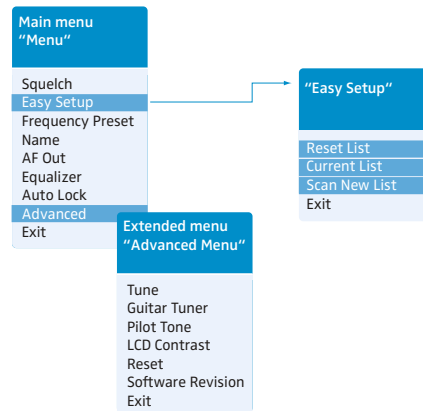 Main menu
“Menu“
Squelch
Easy Setup
Frequency Preset
Name
AF Out
Equalizer
Auto Lock
Advanced
Exit
“Easy Setup“
Reset List
Current List
Scan New List
Exit
Extended menu
“Advanced Menu“
Tune
Guitar Tuner
Pilot Tone
LCD Contrast
Reset
Software Revision
Exit